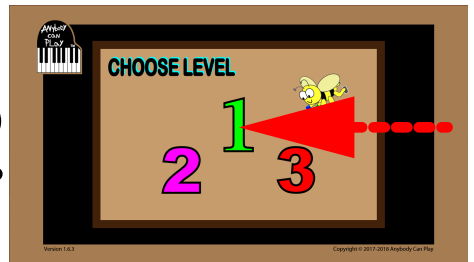 Anybody
can
Play
CHOOSE LEVEL
1
2 3
Version 1.6.3 Copyright © 2017-2018 Anybody Can Play